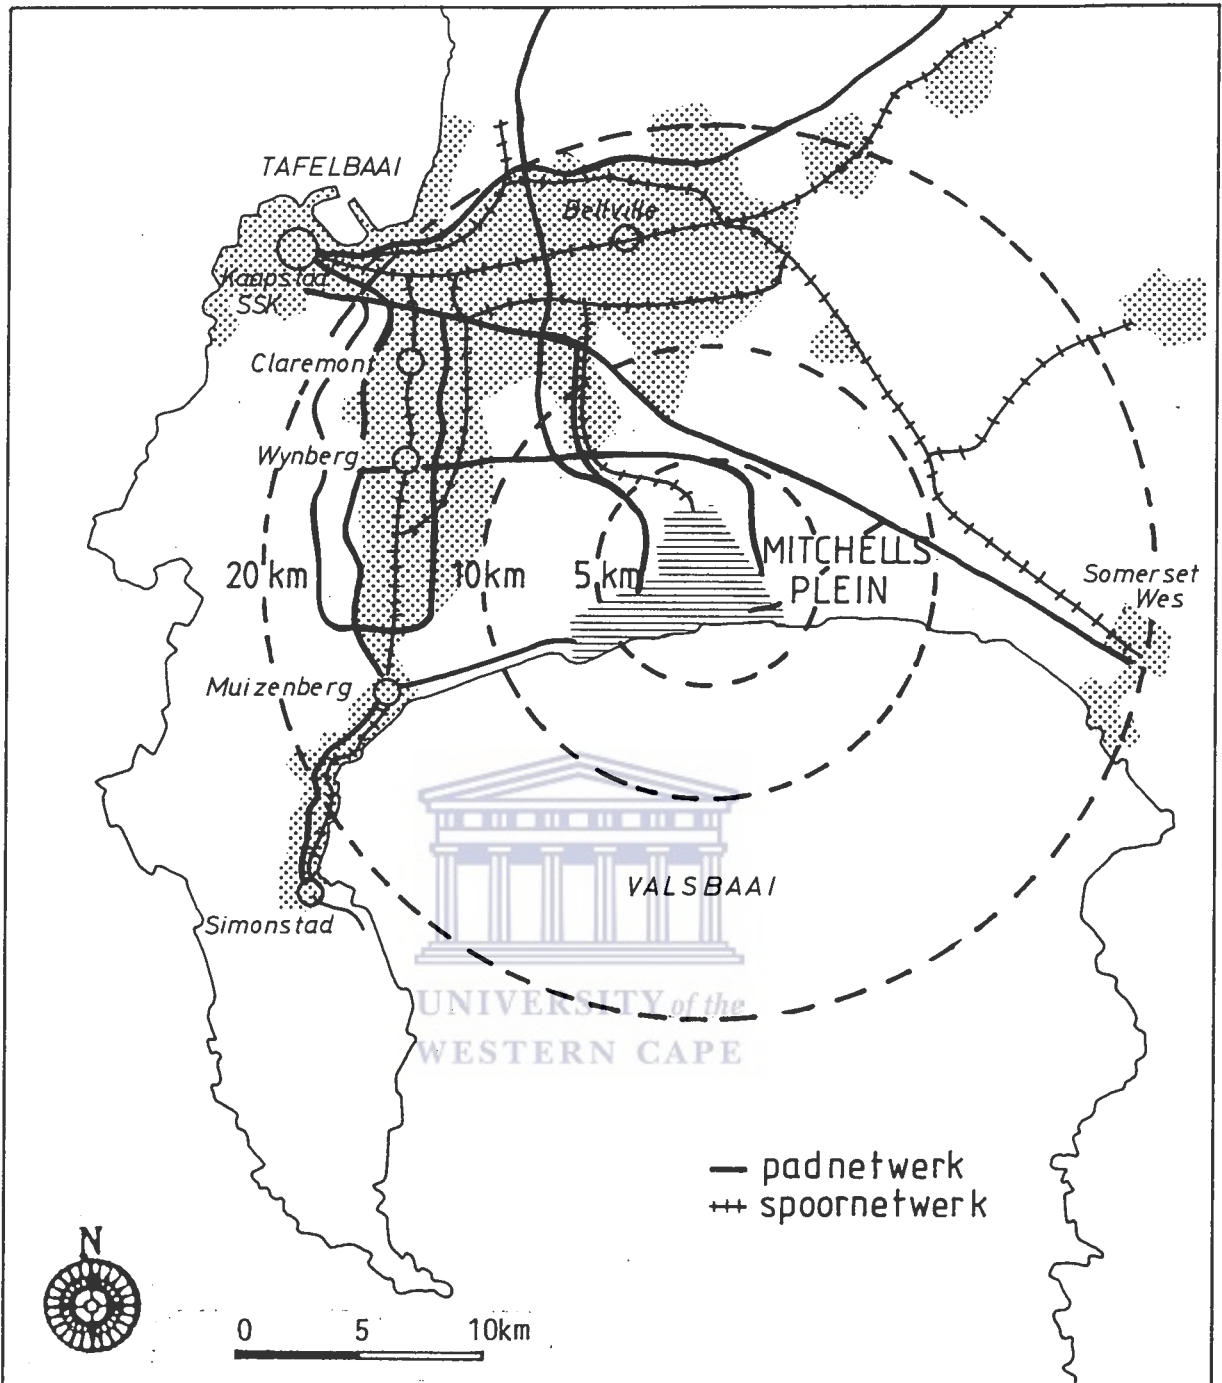 TAFELBAAI
Bellville
Kaapstad
SSK
Claremont
Wynberg
20 km
10km
5 km
MITCHELLS
PLEIN
Somerset
Wes
Muizenberg
VALSBAAI
Simonstad
UNIVERSITY of the
WESTERN CAPE
padnetwerk
spoornetwerk
N
0 5 10km